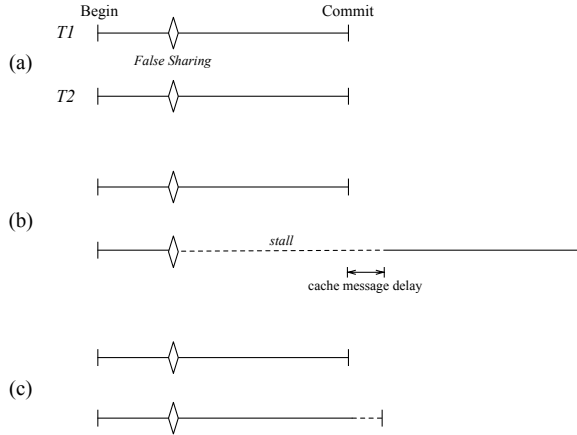 Begin Commit
T1
(a) False Sharing
T2
(b)
stall
cache message delay
(c)